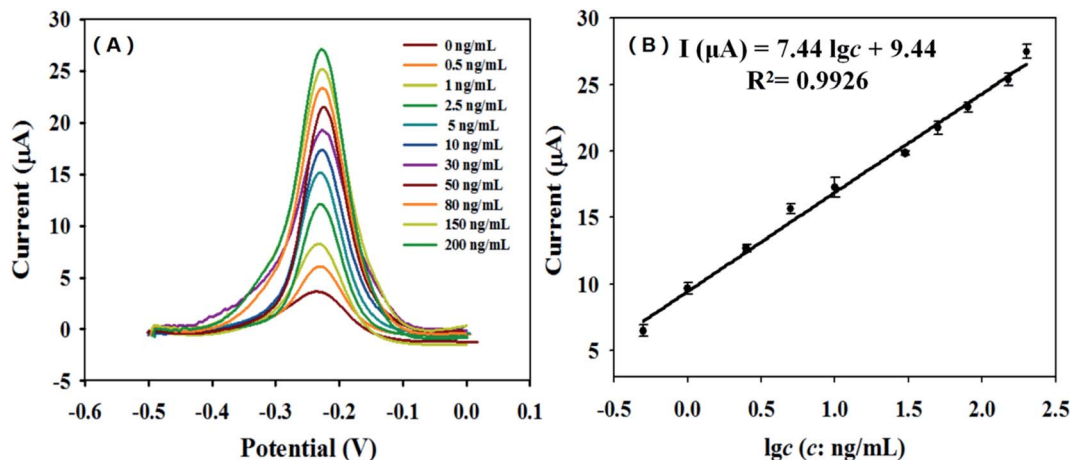 (A)
30
25
20
15
10
5
0
-5
Current (μA)
0 ng/mL
0.5 ng/mL
1 ng/mL
2.5 ng/mL
5 ng/mL
10 ng/mL
30 ng/mL
50 ng/mL
80 ng/mL
150 ng/mL
200 ng/mL
-0.6 -0.5 -0.4 -0.3 -0.2 -0.1 0.0 0.1
Potential (V)
(B) I (μA) = 7.44 lgc + 9.44
R²= 0.9926
30
25
20
15
10
5
Current (μA)
-0.5 0.0 0.5 1.0 1.5 2.0 2.5
lgc (c: ng/mL)